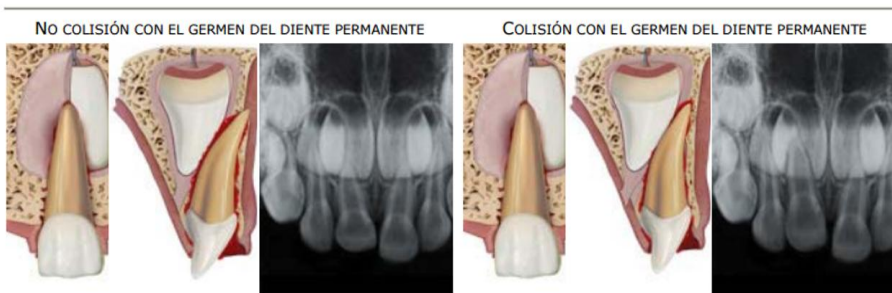 NO COLISIÓN CON EL GERMEN DEL DIENTE PERMANENTE
COLISIÓN CON EL GERMEN DEL DIENTE PERMANENTE